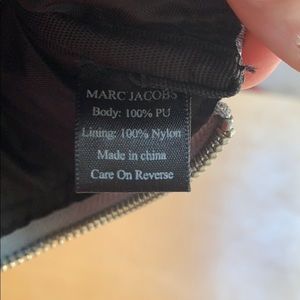 MARC JACOBS
Body: 100% PU
Lining: 100% Nylon
Made in china
Care On Reverse